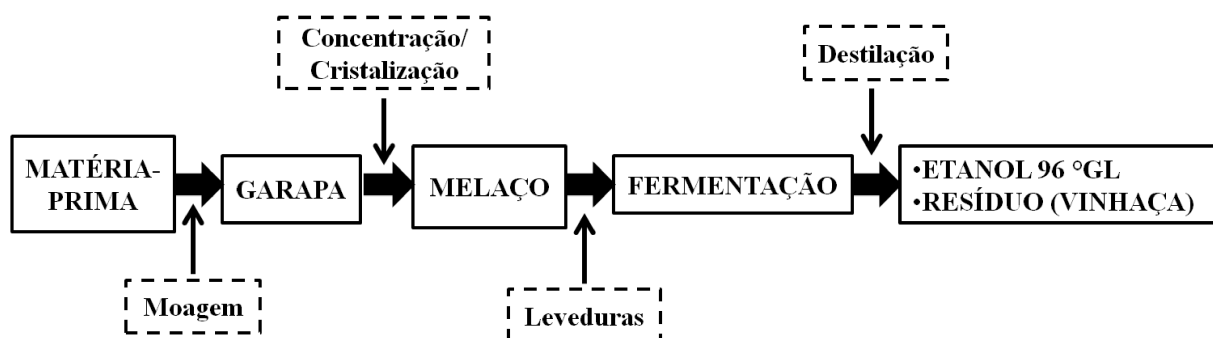 Concentração/
Cristalização
Destilação
MATÉRIA-
PRIMA
GARAPA
MELAÇO
FERMENTAÇÃO
•ETANOL 96 °GL
•RESÍDUO (VINHAÇA)
Moagem
Leveduras